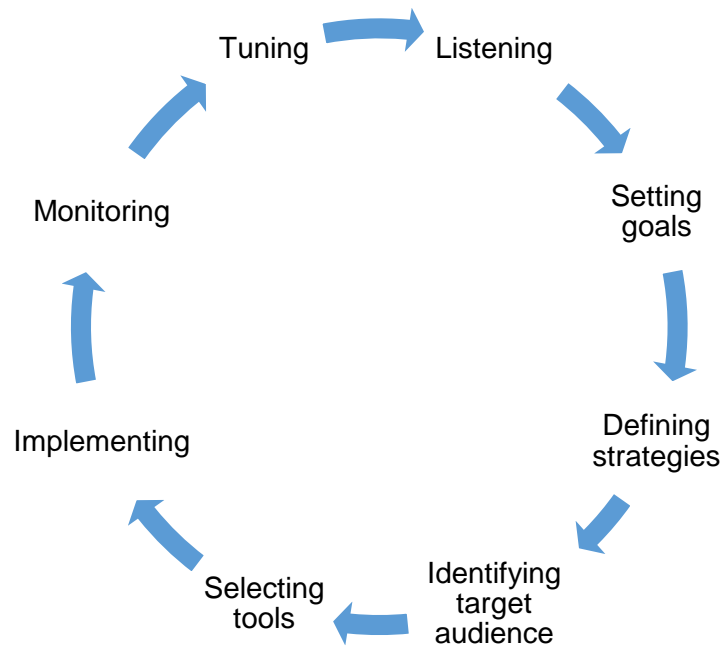 Tuning
Listening
Setting
goals
Defining
strategies
Identifying
target
audience
Selecting
tools
Implementing
Monitoring